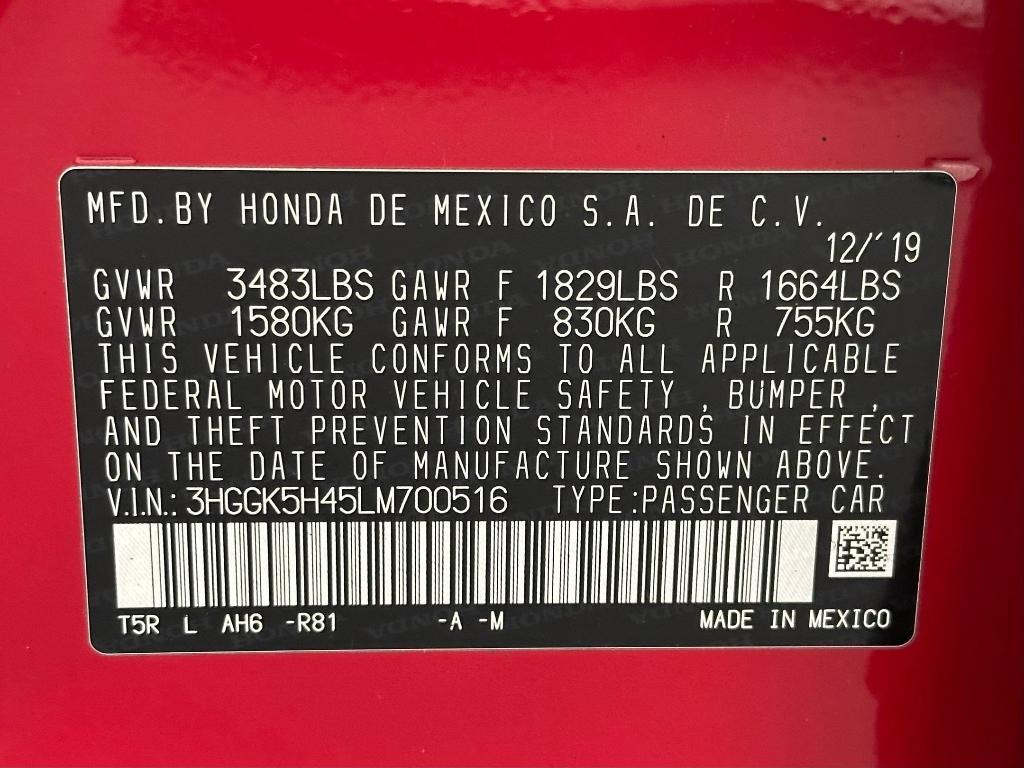 MFD.BY HONDA DE MEXICO S.A. DE C.V.
12/'19
GVWR 3483LBS GAWR F 1829LBS R 1664LBS
GVWR 1580KG GAWR F 830KG R 755KG
THIS VEHICLE CONFORMS TO ALL APPLICABLE
FEDERAL MOTOR VEHICLE SAFETY , BUMPER ,
AND THEFT PREVENTION STANDARDS IN EFFECT
ON THE DATE OF MANUFACTURE SHOWN ABOVE.
V.I.N.: 3HGGK5H45LM700516 TYPE:PASSENGER CAR
T5R L AH6 -R81 -A -M MADE IN MEXICO